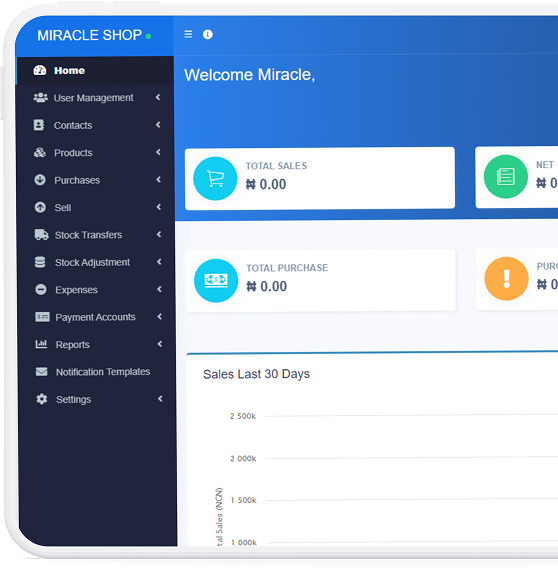 MIRACLE SHOP
Welcome Miracle,
Home
User Management
Contacts
Products
Purchases
Sell
Stock Transfers
Stock Adjustment
Expenses
Payment Accounts
Reports
Notification Templates
Settings
TOTAL SALES
₦ 0.00
NET
₦ 0
TOTAL PURCHASE
₦ 0.00
PURC
₦ 0
Sales Last 30 Days
2 500k
2 000k
1 500k
1 000k
tal Sales (NGN)